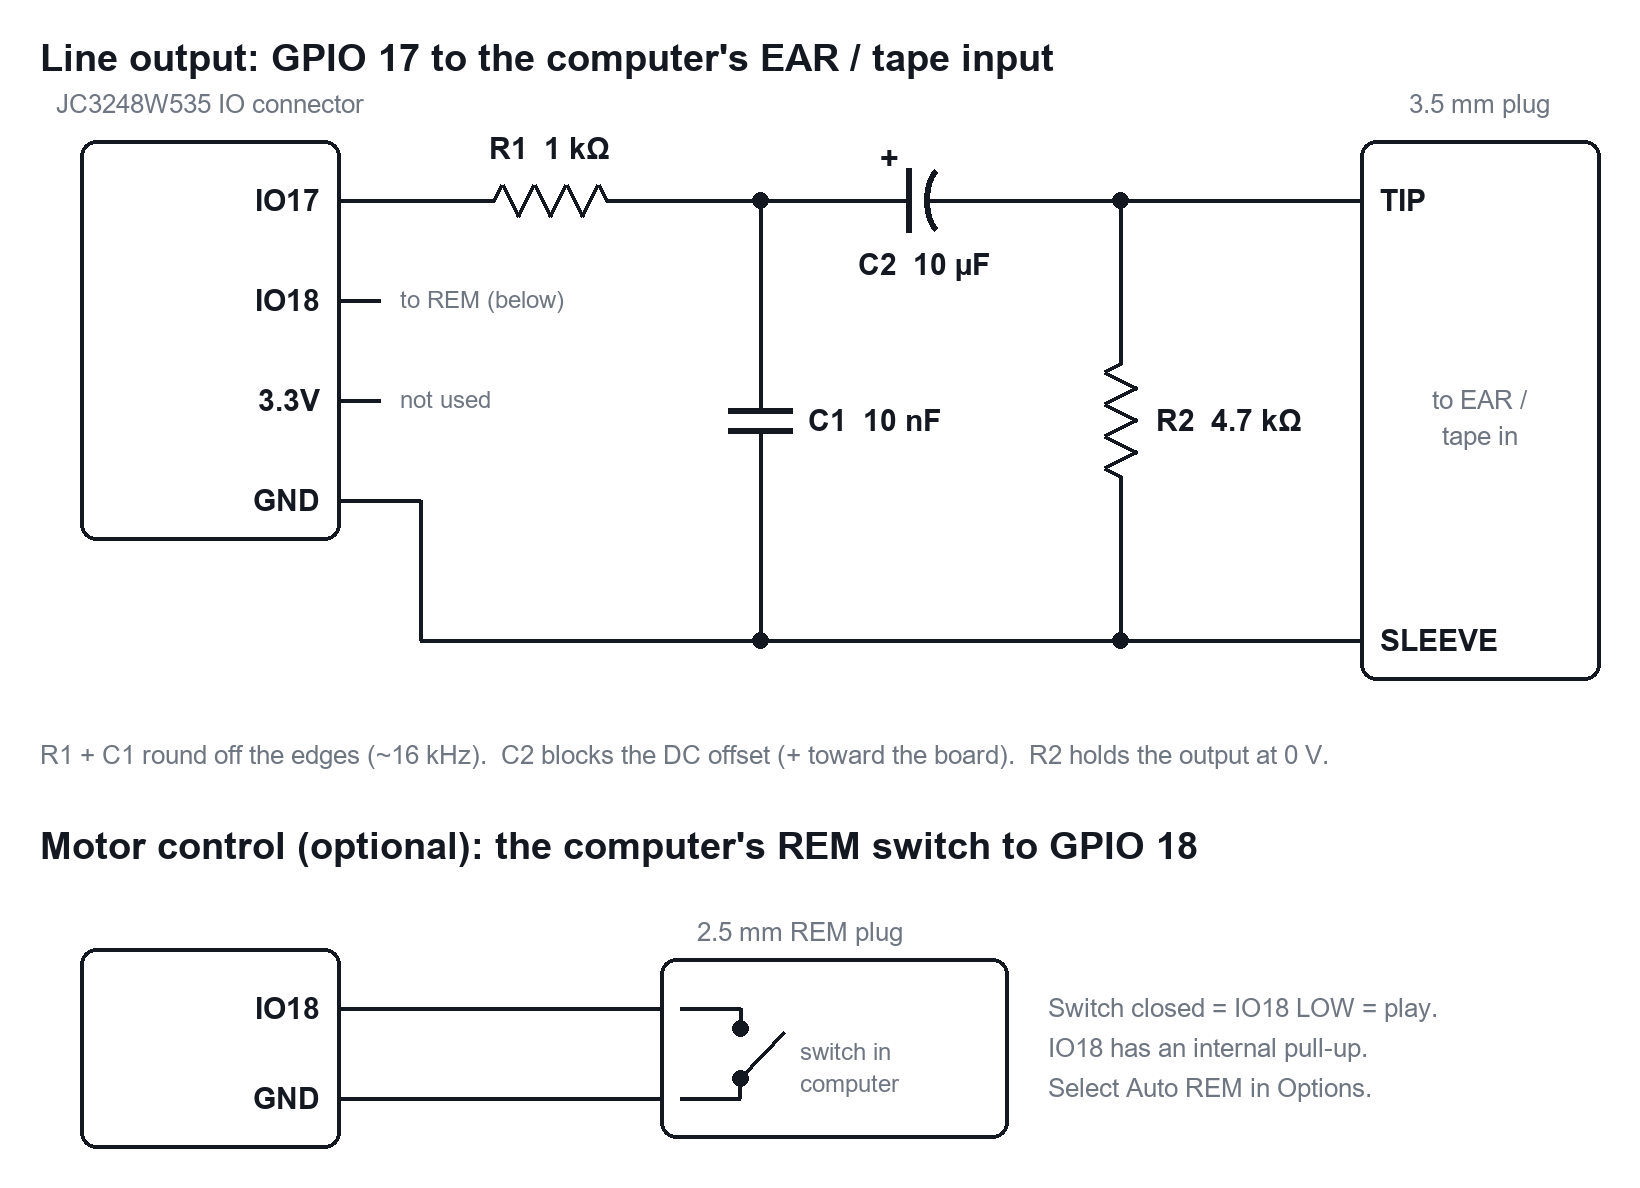 Line output: GPIO 17 to the computer's EAR / tape input
JC3248W535 IO connector
3.5 mm plug
R1 1 kΩ
+
IO17
TIP
C2 10 µF
IO18
to REM (below)
3.3V
not used
C1 10 nF
R2 4.7 kΩ
to EAR /
tape in
GND
SLEEVE
R1 + C1 round off the edges (~16 kHz). C2 blocks the DC offset (+ toward the board). R2 holds the output at 0 V.
Motor control (optional): the computer's REM switch to GPIO 18
2.5 mm REM plug
IO18
GND
switch in
computer
Switch closed = IO18 LOW = play.
IO18 has an internal pull-up.
Select Auto REM in Options.